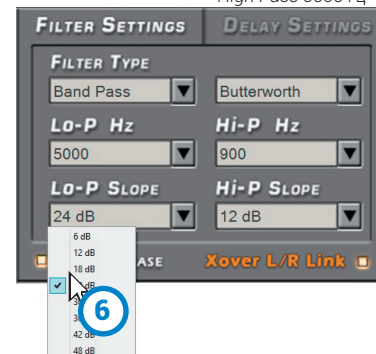 High Pass 5000 Гц
FILTER SETTINGS DELAY SETTINGS
FILTER TYPE
Band Pass Butterworth
LO-P HZ HI-P HZ
5000 900
LO-P SLOPE HI-P SLOPE
24 dB 12 dB
6 dB
12 dB
18 dB
ASE Xover L/R Link
6
42 dB
48 dB